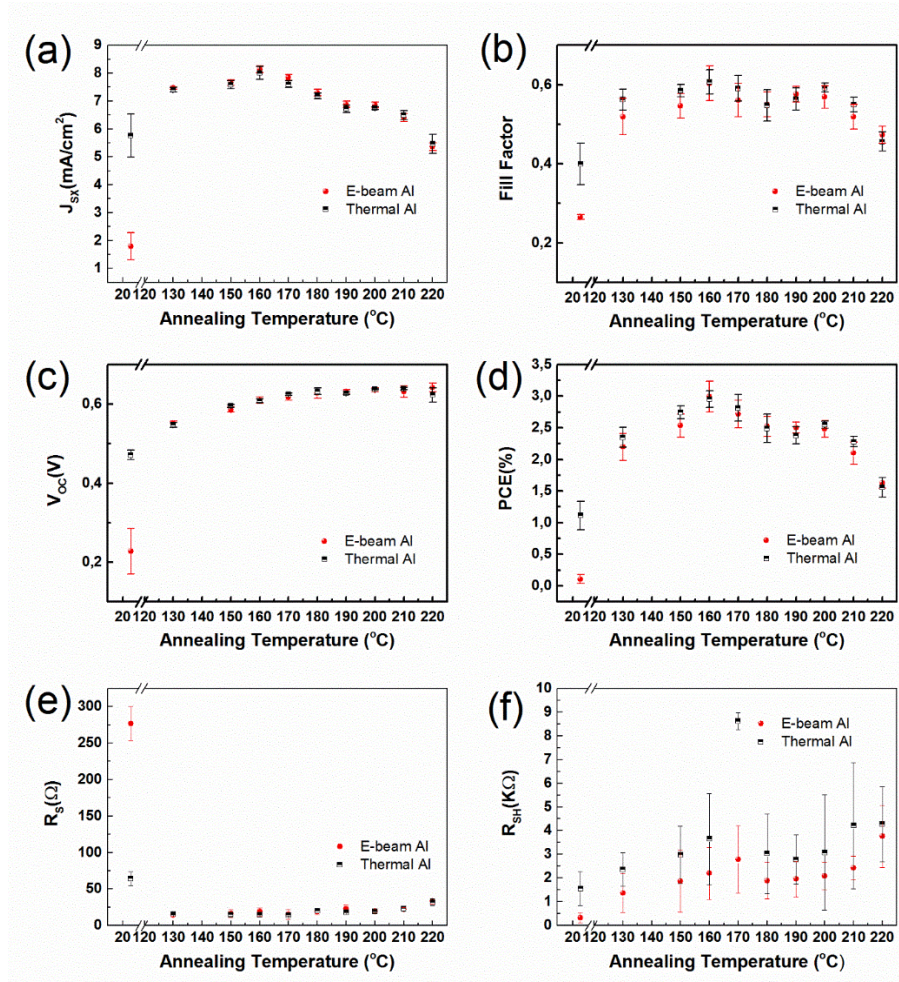 (a)
9
8
7
6
5
4
3
2
1
J_SX(mA/cm²)
E-beam Al
Thermal Al
20 120 130 140 150 160 170 180 190 200 210 220
Annealing Temperature (°C)
(b)
0,6
0,4
0,2
Fill Factor
E-beam Al
Thermal Al
20 120 130 140 150 160 170 180 190 200 210 220
Annealing Temperature (°C)
(c)
0,6
0,4
0,2
V_OC(V)
E-beam Al
Thermal Al
20 120 130 140 150 160 170 180 190 200 210 220
Annealing Temperature (°C)
(d)
3,5
3,0
2,5
2,0
1,5
1,0
0,5
0,0
PCE(%)
E-beam Al
Thermal Al
20 120 130 140 150 160 170 180 190 200 210 220
Annealing Temperature (°C)
(e)
300
250
200
150
100
50
0
R_S(Ω)
E-beam Al
Thermal Al
20 120 130 140 150 160 170 180 190 200 210 220
Annealing Temperature (°C)
(f)
10
9
8
7
6
5
4
3
2
1
0
R_SH(KΩ)
E-beam Al
Thermal Al
20 120 130 140 150 160 170 180 190 200 210 220
Annealing Temperature (°C)